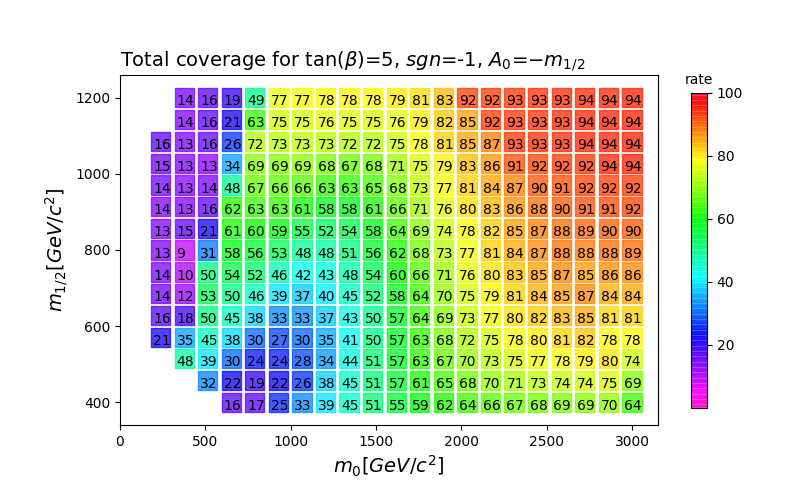 Total coverage for tan(β)=5, sgn=-1, A₀=−m₁/₂
rate
1200 14 16 19 49 77 77 78 78 78 79 81 83 92 92 93 93 93 94 94 94 100
14 16 21 63 75 75 76 75 75 76 79 82 85 92 93 93 93 94 94 94
16 13 16 26 72 73 73 73 72 72 75 78 81 85 87 93 93 93 93 94 94
1000 15 13 13 34 69 69 69 68 67 68 71 75 79 83 86 91 92 92 92 94 94 80
14 13 14 48 67 66 66 63 63 65 68 73 77 81 84 87 90 91 92 92 92
14 13 16 62 63 63 61 58 58 61 66 71 76 80 83 86 88 90 91 91 92
13 15 21 61 60 59 55 52 54 58 64 69 74 78 82 85 87 88 89 90 90 60
800 13 9 31 58 56 53 48 48 51 56 62 68 73 77 81 84 87 88 88 88 89
14 10 50 54 52 46 42 43 48 54 60 66 71 76 80 83 85 87 85 86 86
14 12 53 50 46 39 37 40 45 52 58 64 70 75 79 81 84 85 87 84 84 40
600 16 18 50 45 38 33 33 37 43 50 57 64 69 73 77 80 82 83 85 81 81
21 35 45 38 30 27 30 35 41 50 57 63 68 72 75 78 80 81 82 78 78
48 39 30 24 24 28 34 44 51 57 63 67 70 73 75 77 78 79 80 74 20
32 22 19 22 26 38 45 51 57 61 65 68 70 71 73 74 74 75 69
400 16 17 25 33 39 45 51 55 59 62 64 66 67 68 69 69 70 64
0 500 1000 1500 2000 2500 3000
m₀[GeV/c²]
m₁/₂[GeV/c²]